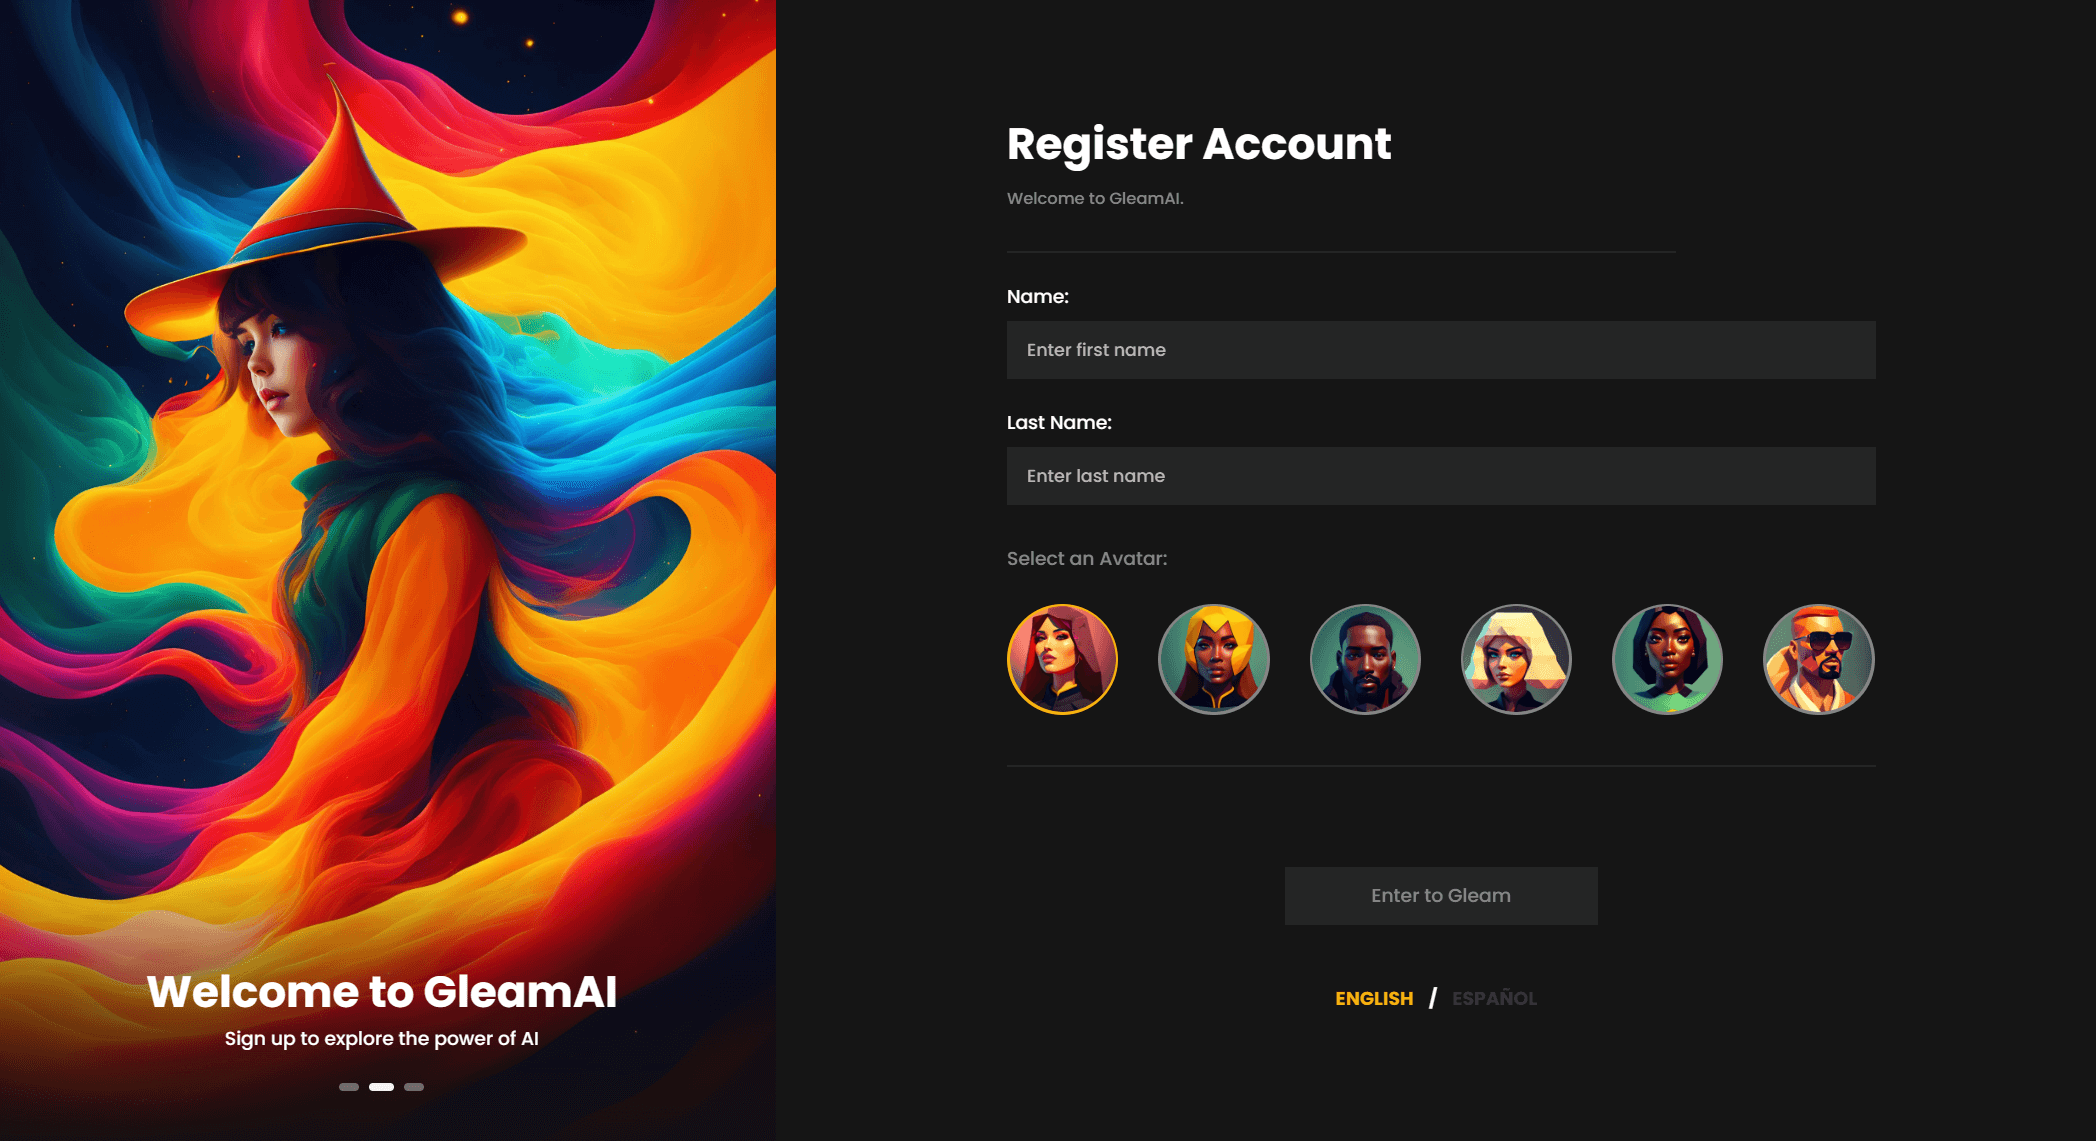 Welcome to GleamAI
Sign up to explore the power of AI
Register Account
Welcome to GleamAI.
Name:
Enter first name
Last Name:
Enter last name
Select an Avatar:
Enter to Gleam
ENGLISH / ESPAÑOL